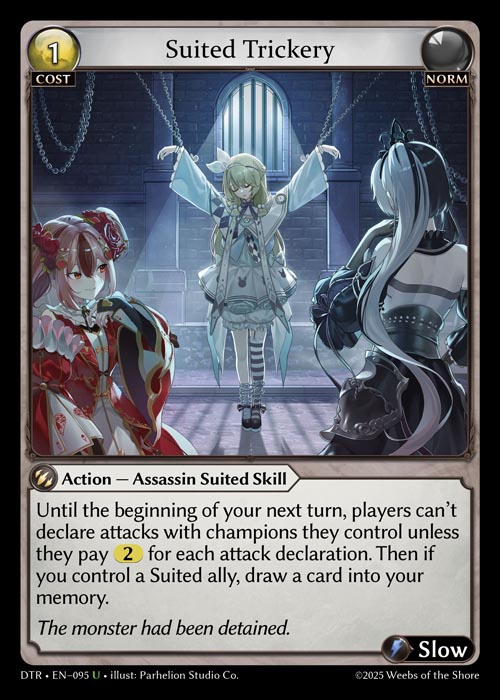 1
Suited Trickery
COST
NORM
Action — Assassin Suited Skill
Until the beginning of your next turn, players can't
declare attacks with champions they control unless
they pay 2 for each attack declaration. Then if
you control a Suited ally, draw a card into your
memory.
The monster had been detained.
Slow
DTR • EN-095 U • illust: Parhelion Studio Co.
©2025 Weebs of the Shore